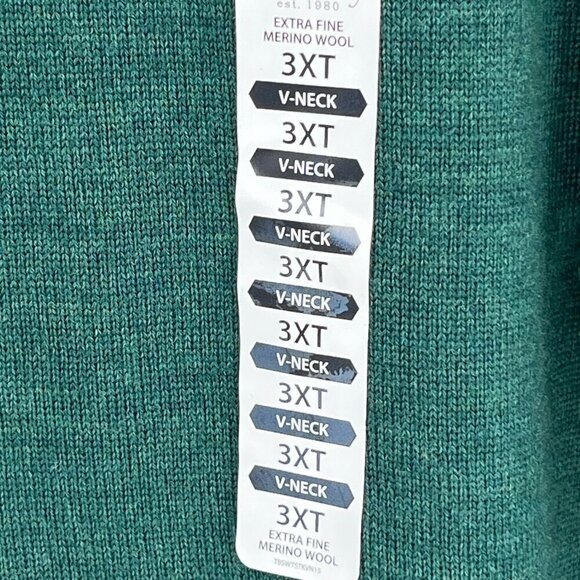 est. 1980
EXTRA FINE
MERINO WOOL
3XT
V-NECK
3XT
V-NECK
3XT
V-NECK
3XT
V-NECK
3XT
V-NECK
3XT
V-NECK
3XT
V-NECK
3XT
EXTRA FINE
MERINO WOOL